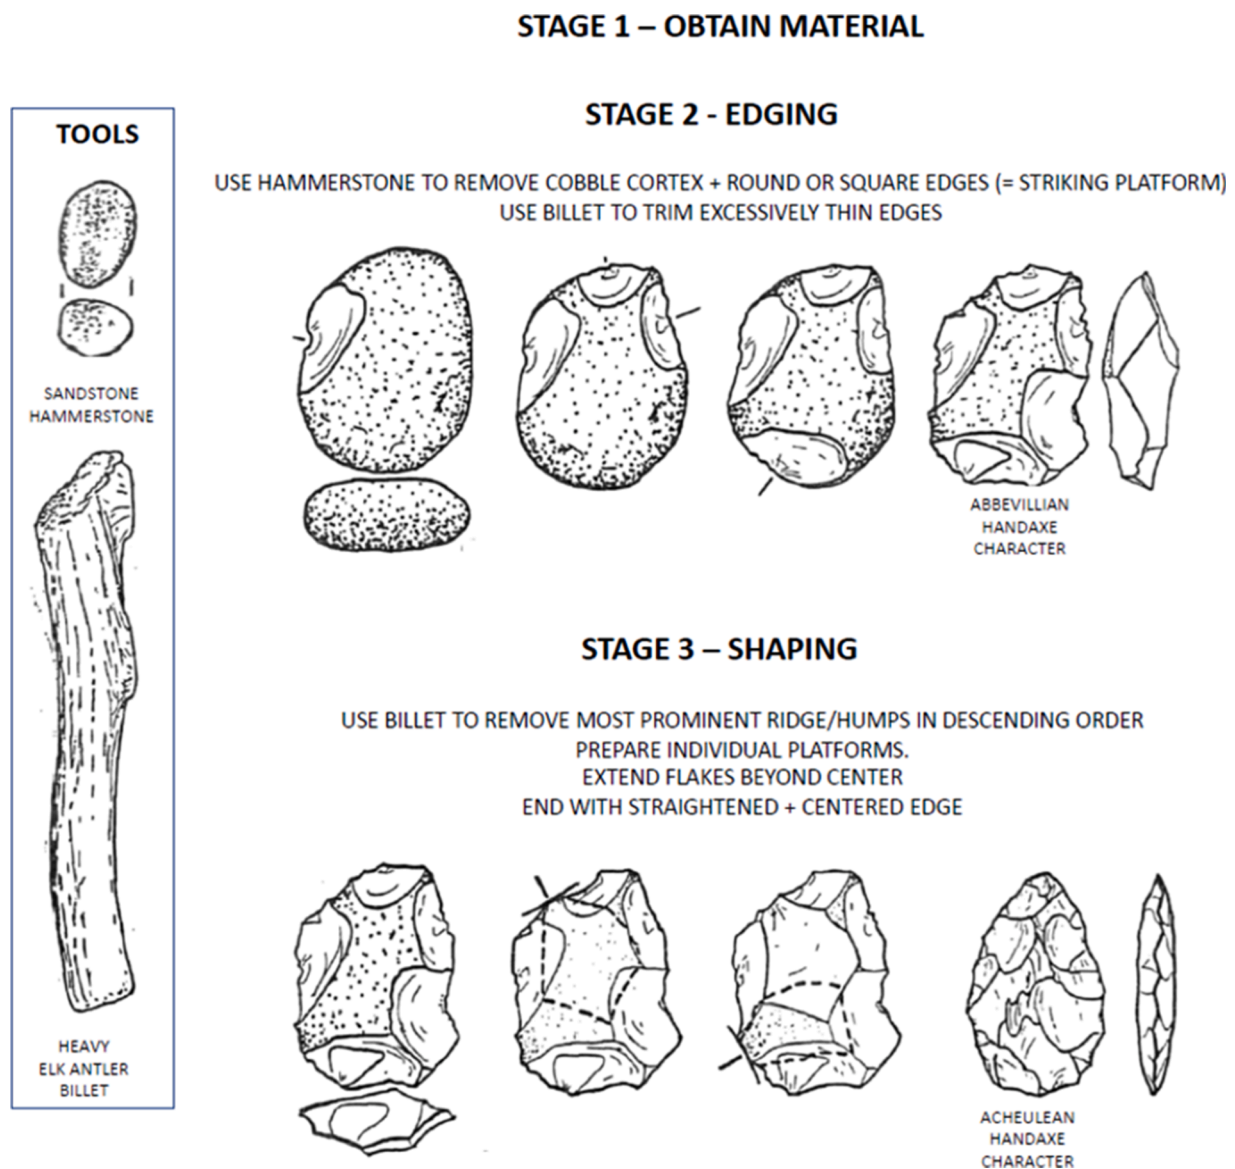 STAGE 1 – OBTAIN MATERIAL
TOOLS
SANDSTONE
HAMMERSTONE
HEAVY
ELK ANTLER
BILLET
STAGE 2 - EDGING
USE HAMMERSTONE TO REMOVE COBBLE CORTEX + ROUND OR SQUARE EDGES (= STRIKING PLATFORM)
USE BILLET TO TRIM EXCESSIVELY THIN EDGES
ABBEVILLIAN
HANDAXE
CHARACTER
STAGE 3 – SHAPING
USE BILLET TO REMOVE MOST PROMINENT RIDGE/HUMPS IN DESCENDING ORDER
PREPARE INDIVIDUAL PLATFORMS.
EXTEND FLAKES BEYOND CENTER
END WITH STRAIGHTENED + CENTERED EDGE
ACHEULEAN
HANDAXE
CHARACTER